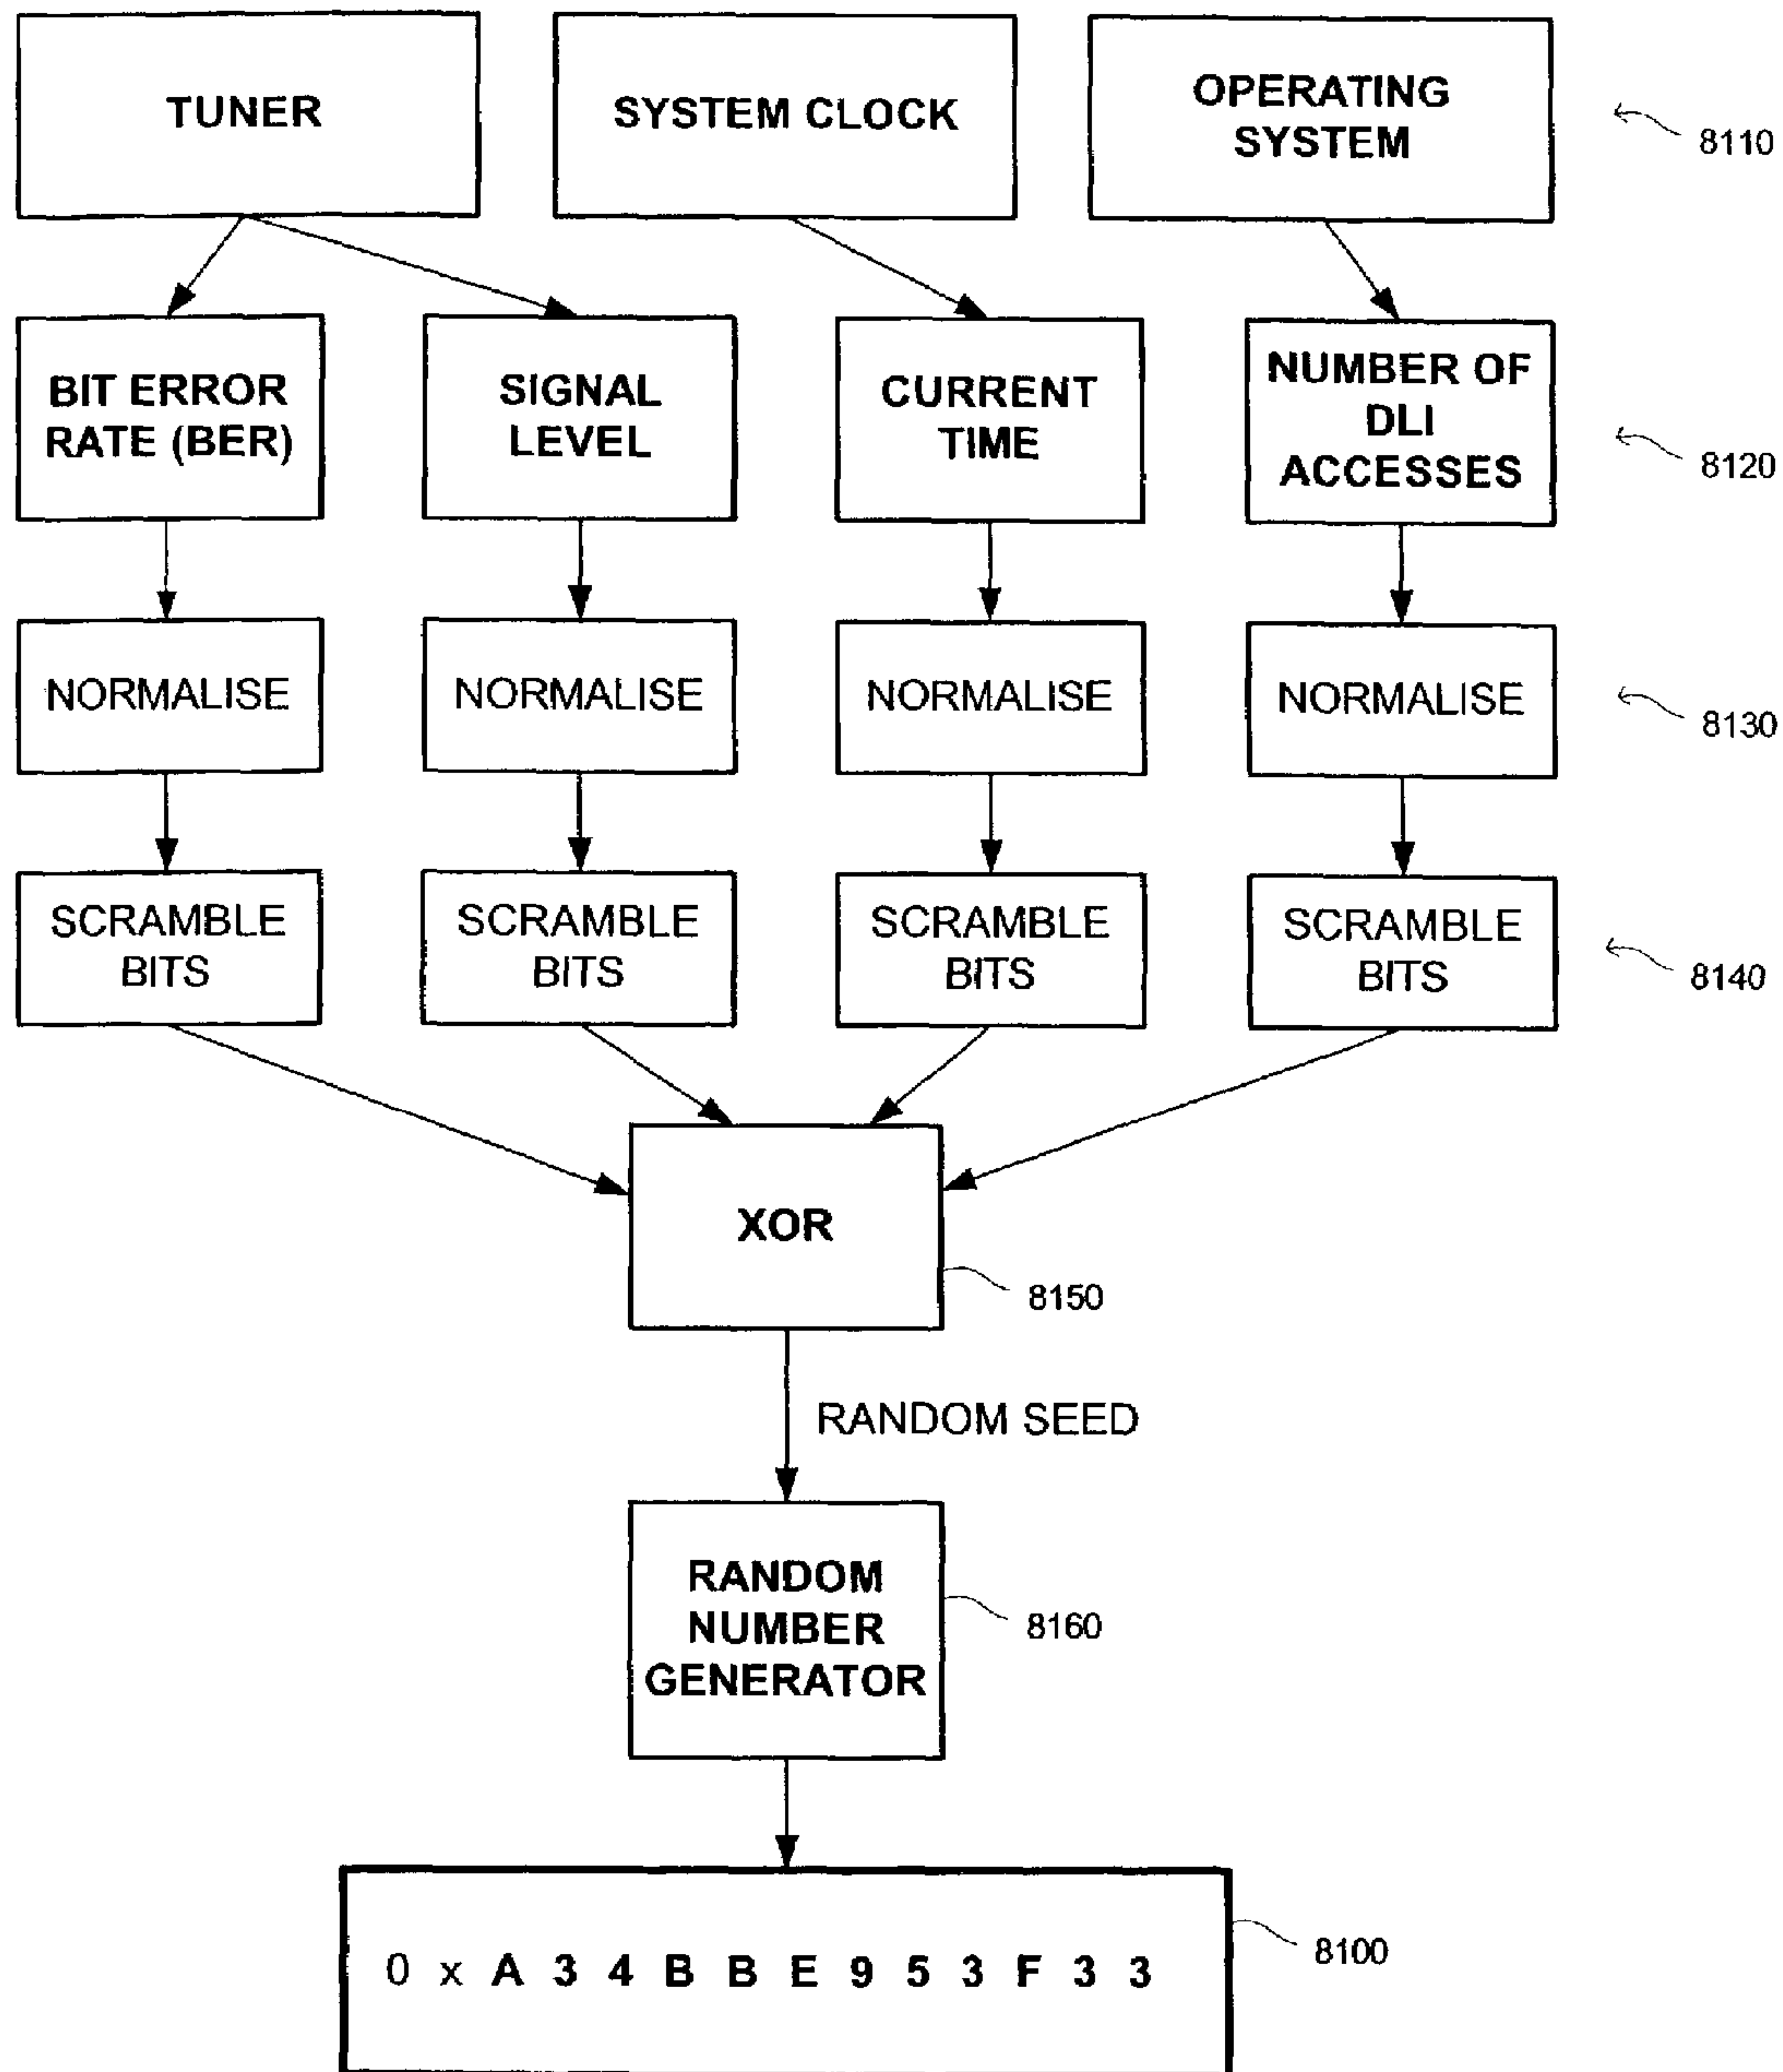 TUNER
SYSTEM CLOCK
OPERATING
SYSTEM
8110
BIT ERROR
RATE (BER)
SIGNAL
LEVEL
CURRENT
TIME
NUMBER OF
DLI
ACCESSES
8120
NORMALISE
NORMALISE
NORMALISE
NORMALISE
8130
SCRAMBLE
BITS
SCRAMBLE
BITS
SCRAMBLE
BITS
SCRAMBLE
BITS
8140
XOR
8150
RANDOM SEED
RANDOM
NUMBER
GENERATOR
8160
0 x A 3 4 B B E 9 5 3 F 3 3
8100